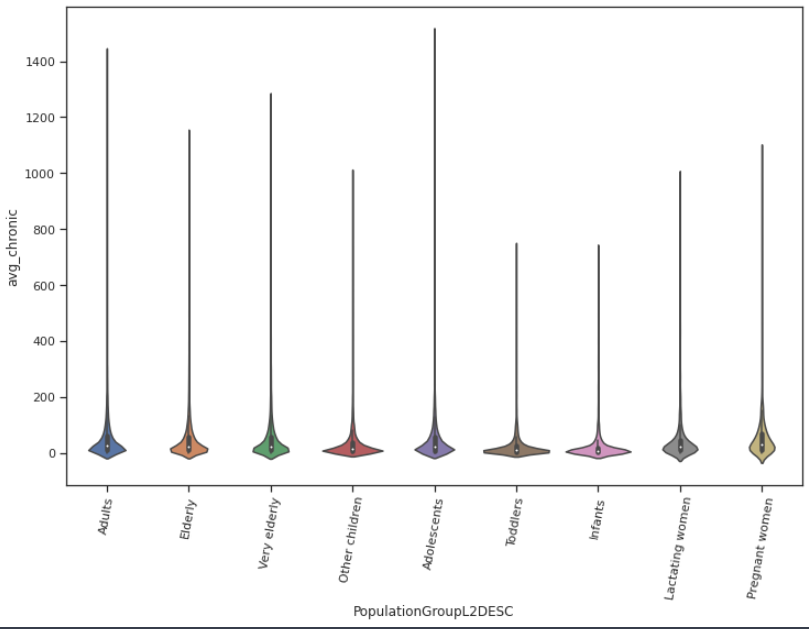 1400
1200
1000
800
600
400
200
0
avg_chronic
Adults
Elderly
Very elderly
Other children
Adolescents
Toddlers
Infants
Lactating women
Pregnant women
PopulationGroupL2DESC